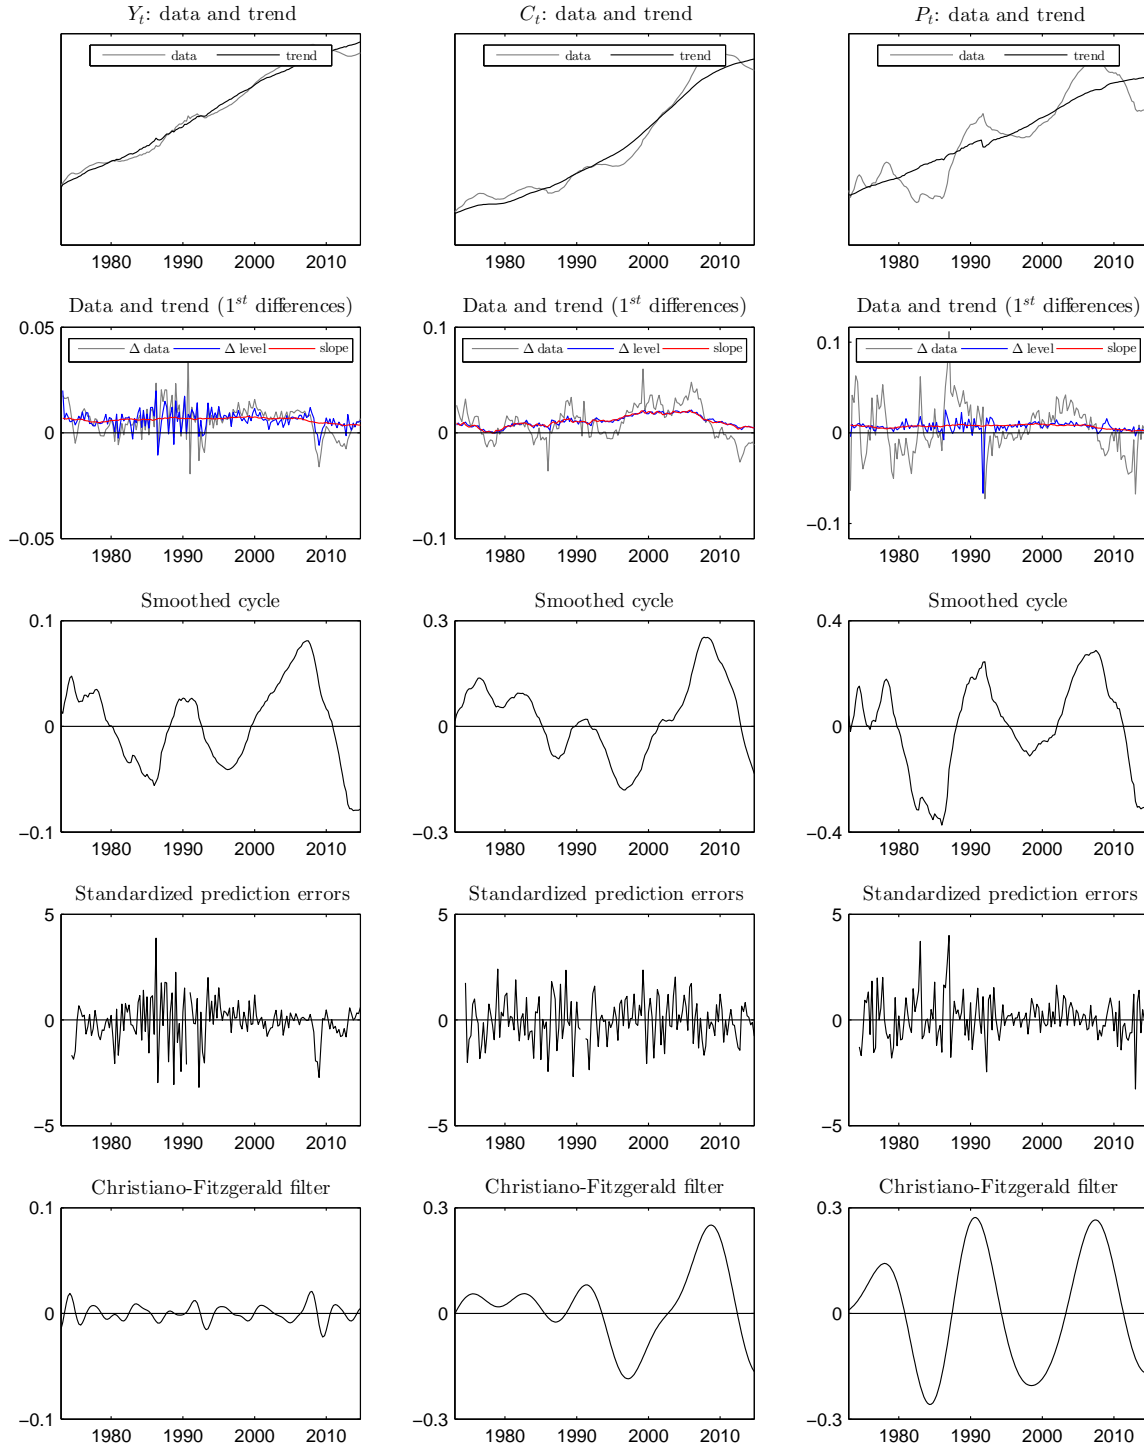 Y_t: data and trend
C_t: data and trend
P_t: data and trend
data trend
data trend
data trend
1980 1990 2000 2010
1980 1990 2000 2010
1980 1990 2000 2010
Data and trend (1^st differences)
Data and trend (1^st differences)
Data and trend (1^st differences)
0.05
0
−0.05
Δ data Δ level slope
1980 1990 2000 2010
0.1
0
−0.1
Δ data Δ level slope
1980 1990 2000 2010
0.1
0
−0.1
Δ data Δ level slope
1980 1990 2000 2010
Smoothed cycle
Smoothed cycle
Smoothed cycle
0.1
0
−0.1
1980 1990 2000 2010
0.3
0
−0.3
1980 1990 2000 2010
0.4
0
−0.4
1980 1990 2000 2010
Standardized prediction errors
Standardized prediction errors
Standardized prediction errors
5
0
−5
1980 1990 2000 2010
5
0
−5
1980 1990 2000 2010
5
0
−5
1980 1990 2000 2010
Christiano-Fitzgerald filter
Christiano-Fitzgerald filter
Christiano-Fitzgerald filter
0.1
0
−0.1
1980 1990 2000 2010
0.3
0
−0.3
1980 1990 2000 2010
0.3
0
−0.3
1980 1990 2000 2010